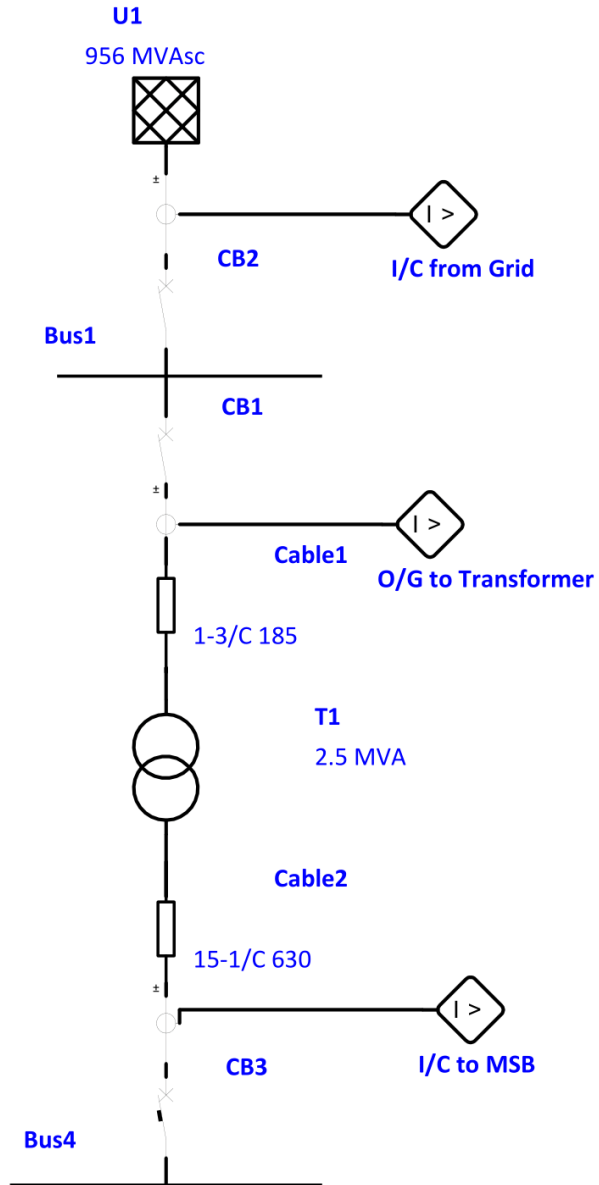 U1
956 MVAsc
±
I >
CB2
I/C from Grid
Bus1
CB1
±
I >
Cable1
O/G to Transformer
1-3/C 185
T1
2.5 MVA
Cable2
15-1/C 630
±
I >
CB3
I/C to MSB
Bus4